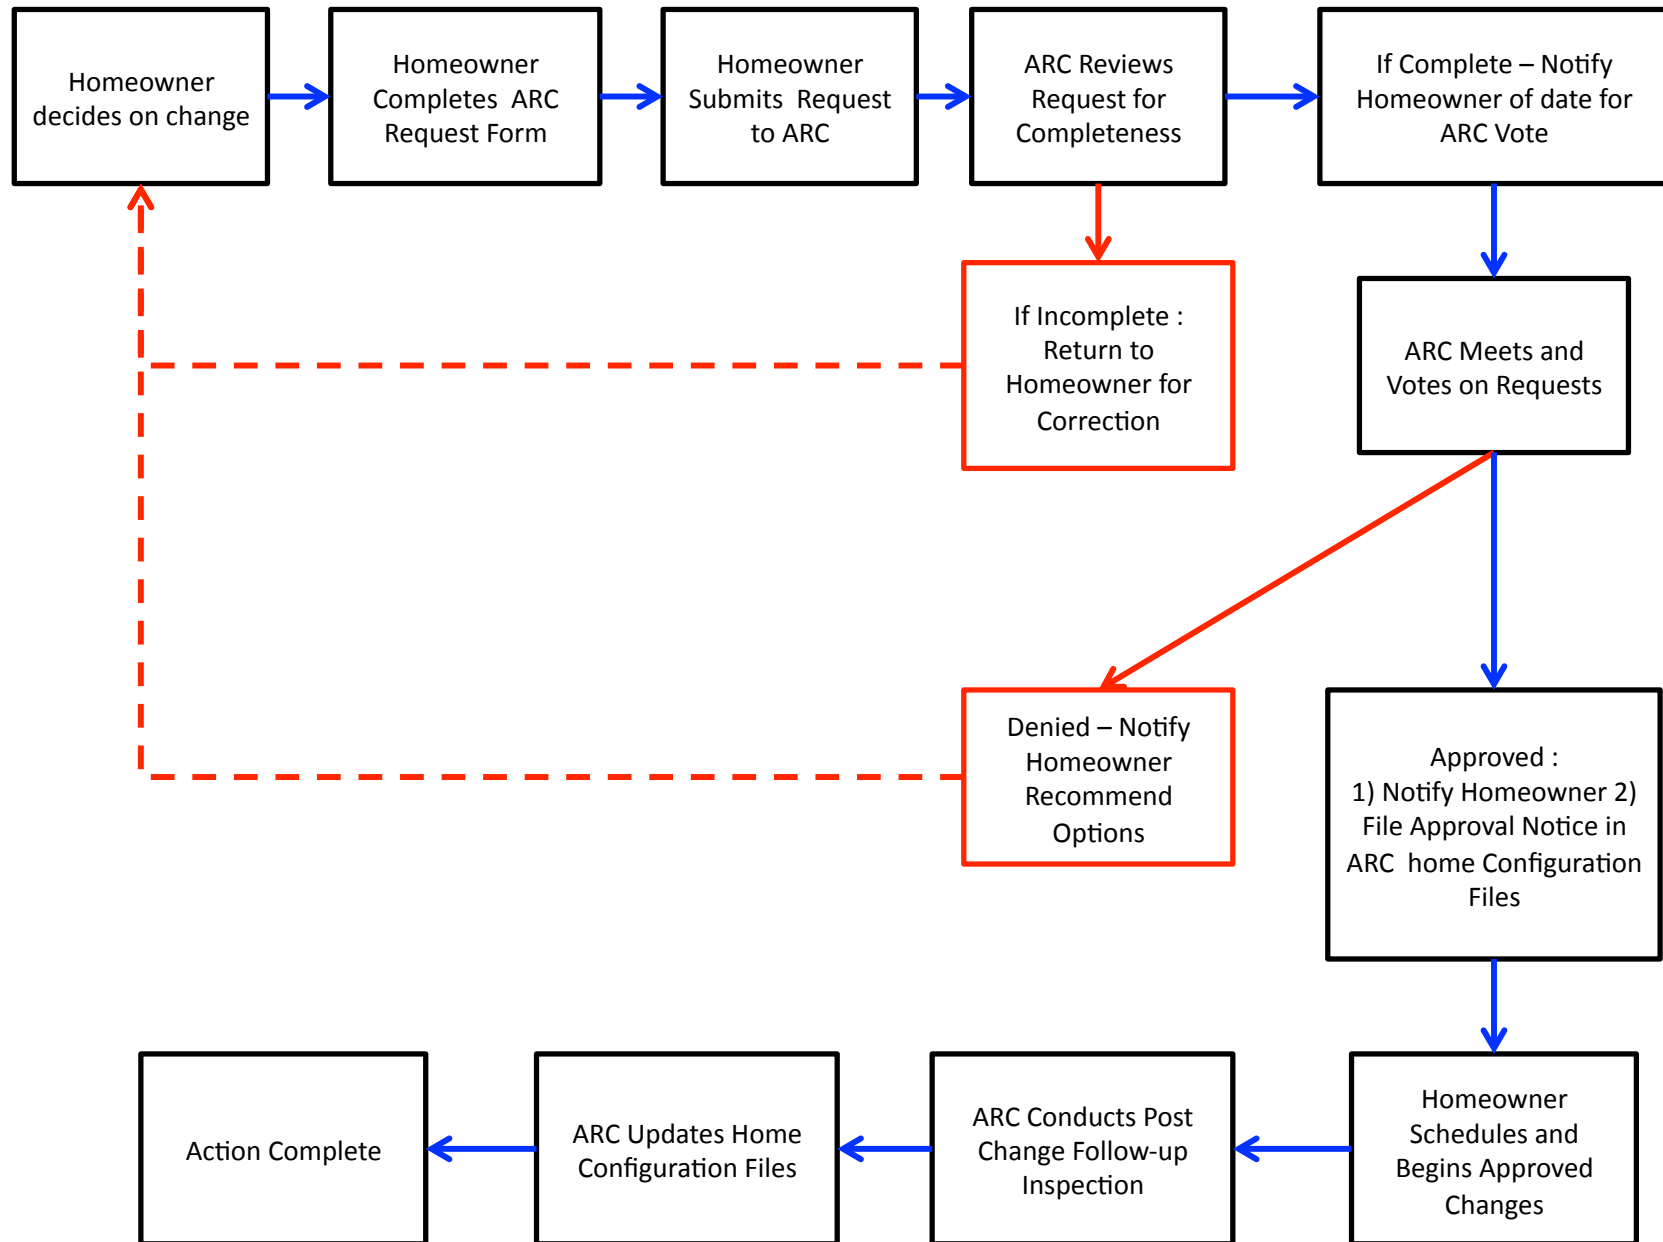 Homeowner
decides on change
Homeowner
Completes  ARC
Request Form
Homeowner
Submits  Request
to ARC
ARC Reviews
Request for
Completeness
If Complete – Notify
Homeowner of date for
ARC Vote
If Incomplete :
Return to
Homeowner for
Correction
ARC Meets and
Votes on Requests
Denied – Notify
Homeowner
Recommend
Options
Approved :
1) Notify Homeowner 2)
File Approval Notice in
ARC  home Configuration
Files
Action Complete
ARC Updates Home
Configuration Files
ARC Conducts Post
Change Follow-up
Inspection
Homeowner
Schedules and
Begins Approved
Changes